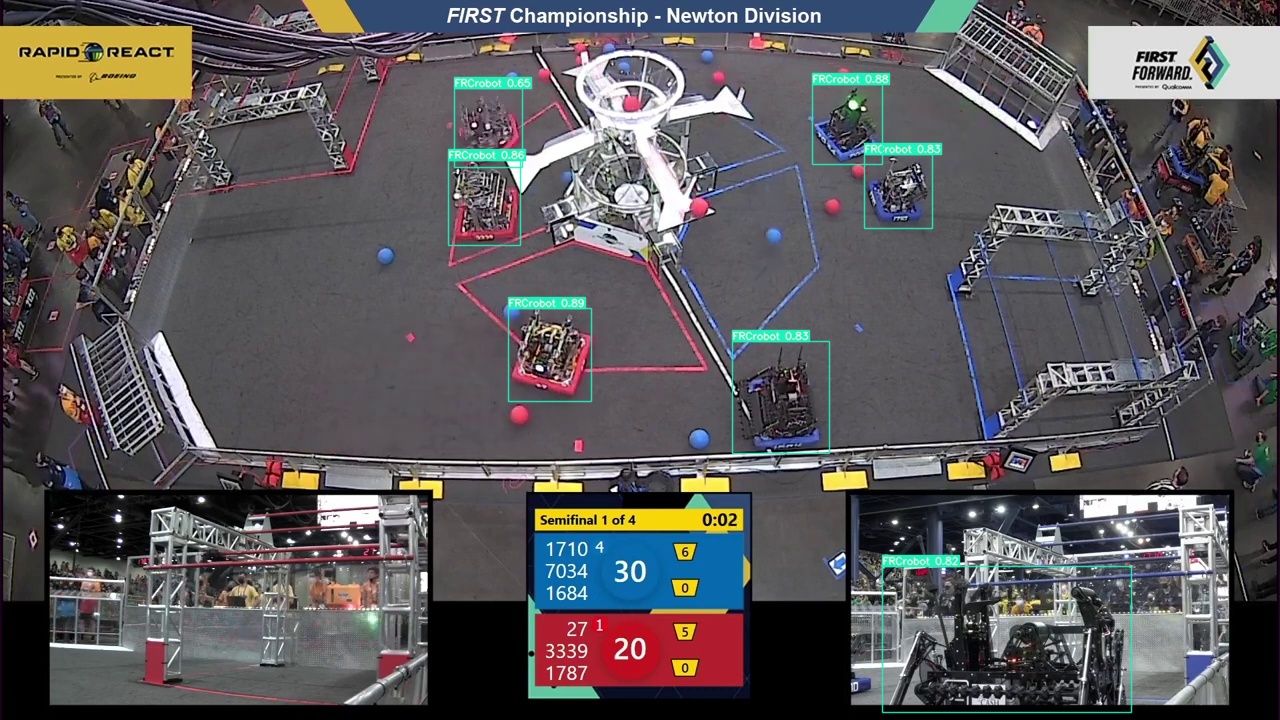 FIRST Championship - Newton Division
RAPID REACT
PRESENTED BY BOEING
FIRST
FORWARD
PRESENTED BY Qualcomm
FRCrobot 0.65
FRCrobot 0.88
FRCrobot 0.86
FRCrobot 0.83
FRCrobot 0.89
FRCrobot 0.83
Semifinal 1 of 4 0:02
1710 4
7034
1684
30
6
0
27 1
3339
1787
20
5
0
FRCrobot 0.82